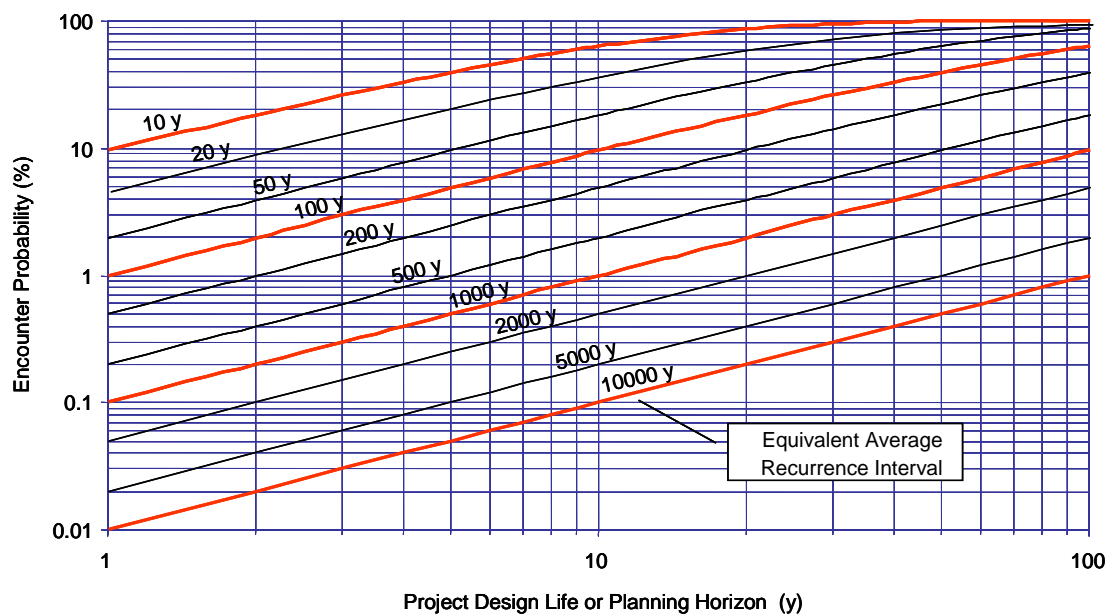 100
10
1
0.1
0.01
Encounter Probability (%)
10 y
20 y
50 y
100 y
200 y
500 y
1000 y
2000 y
5000 y
10000 y
Equivalent Average
Recurrence Interval
1
10
100
Project Design Life or Planning Horizon (y)